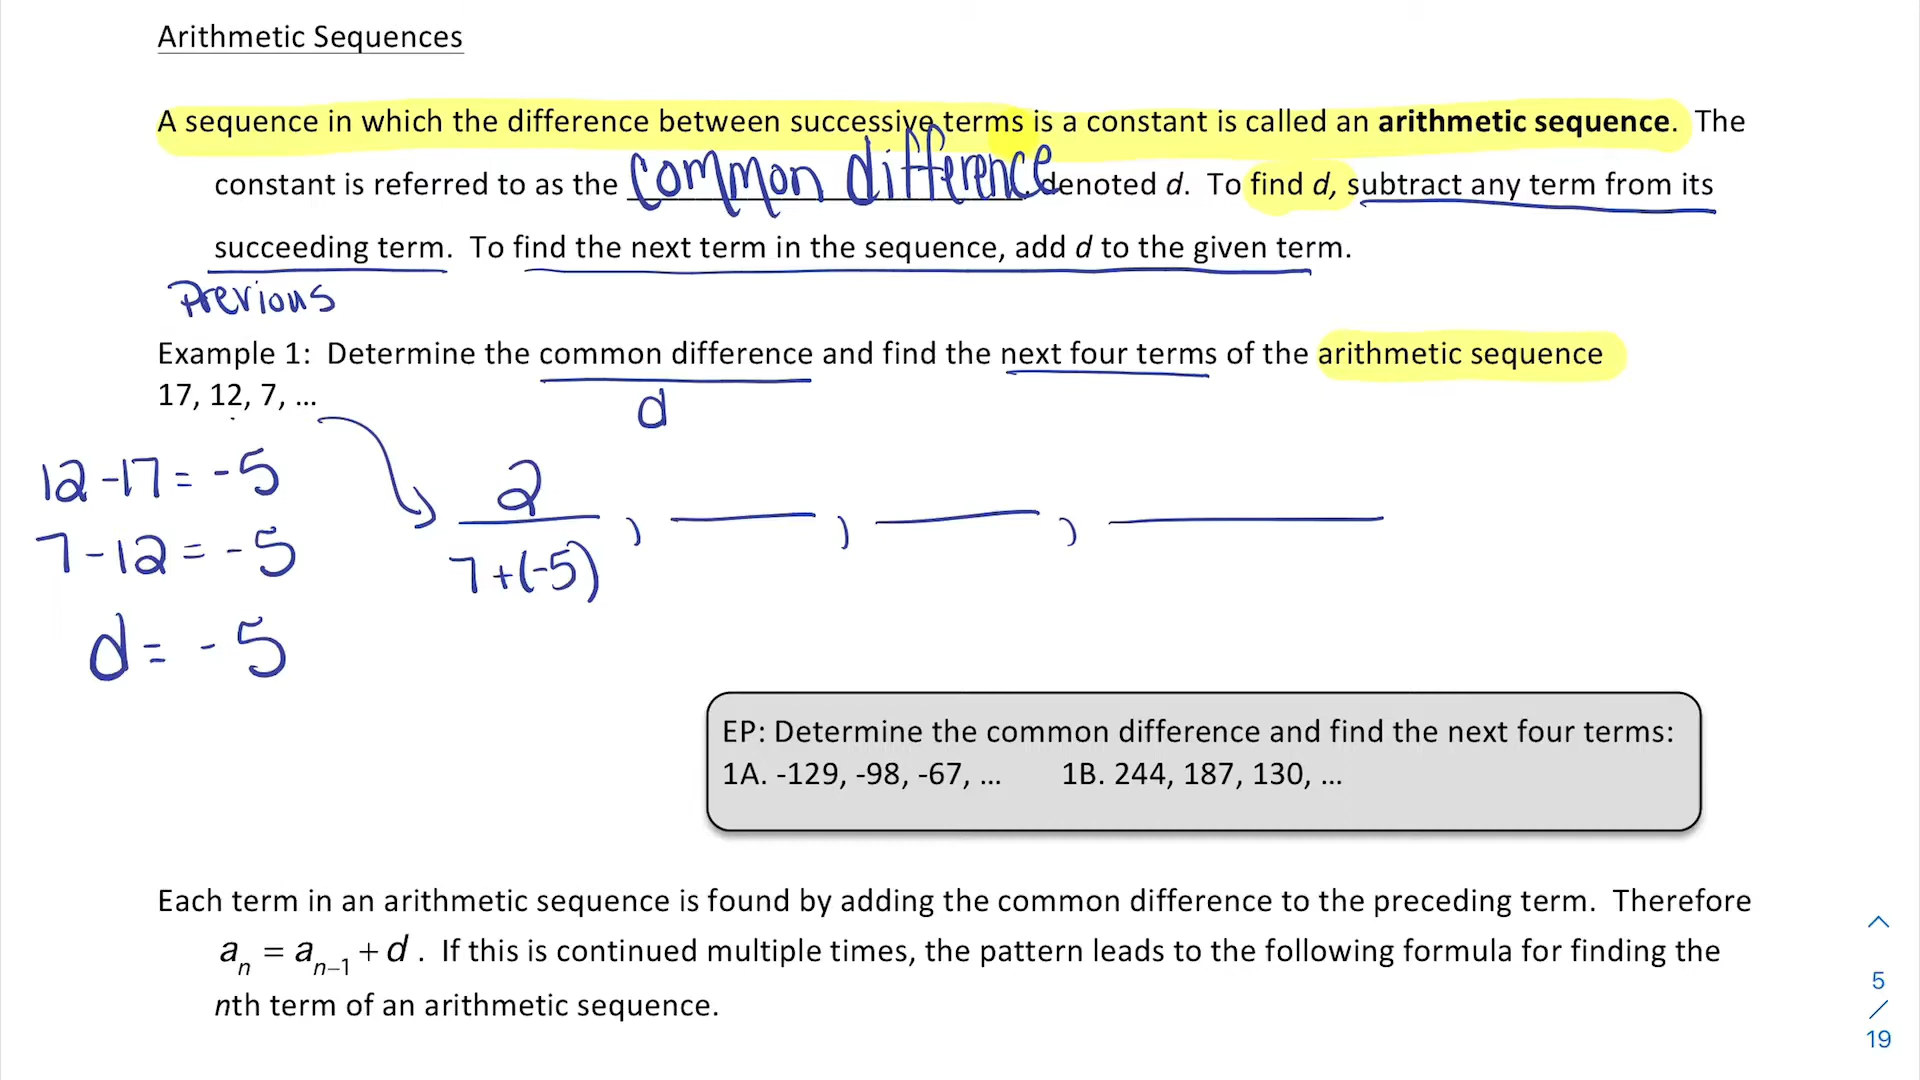 Arithmetic Sequences
A sequence in which the difference between successive terms is a constant is called an arithmetic sequence. The
constant is referred to as the common difference, denoted d. To find d, subtract any term from its
succeeding term. To find the next term in the sequence, add d to the given term.
Previous
Example 1: Determine the common difference and find the next four terms of the arithmetic sequence
17, 12, 7, ...
d
12-17 = -5
7-12 = -5
d = -5
2 , ____ , ____ , ____
7+(-5)
EP: Determine the common difference and find the next four terms:
1A. -129, -98, -67, ... 1B. 244, 187, 130, ...
Each term in an arithmetic sequence is found by adding the common difference to the preceding term. Therefore
aₙ = aₙ₋₁ + d . If this is continued multiple times, the pattern leads to the following formula for finding the
nth term of an arithmetic sequence.
5
/
19